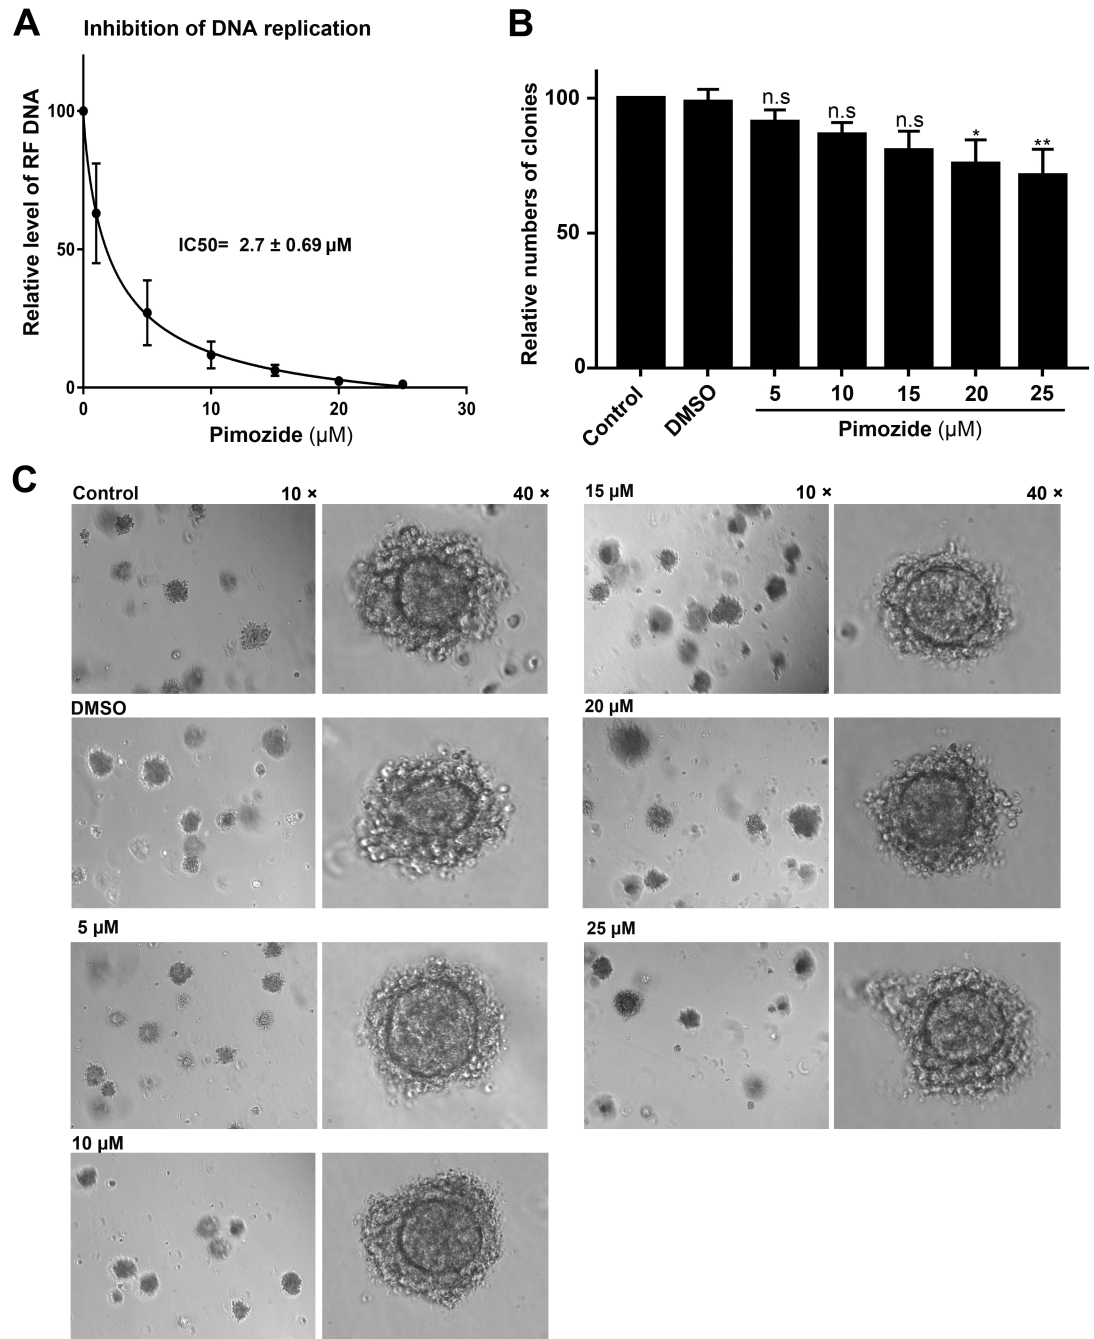 A
Inhibition of DNA replication
Relative level of RF DNA
100
50
0
IC50= 2.7 ± 0.69 µM
0
10
20
30
Pimozide (µM)
B
Relative numbers of clonies
100
50
0
n.s
n.s
n.s
*
**
Control
DMSO
5
10
15
20
25
Pimozide (µM)
C
Control
10 ×
40 ×
15 µM
10 ×
40 ×
DMSO
20 µM
5 µM
25 µM
10 µM